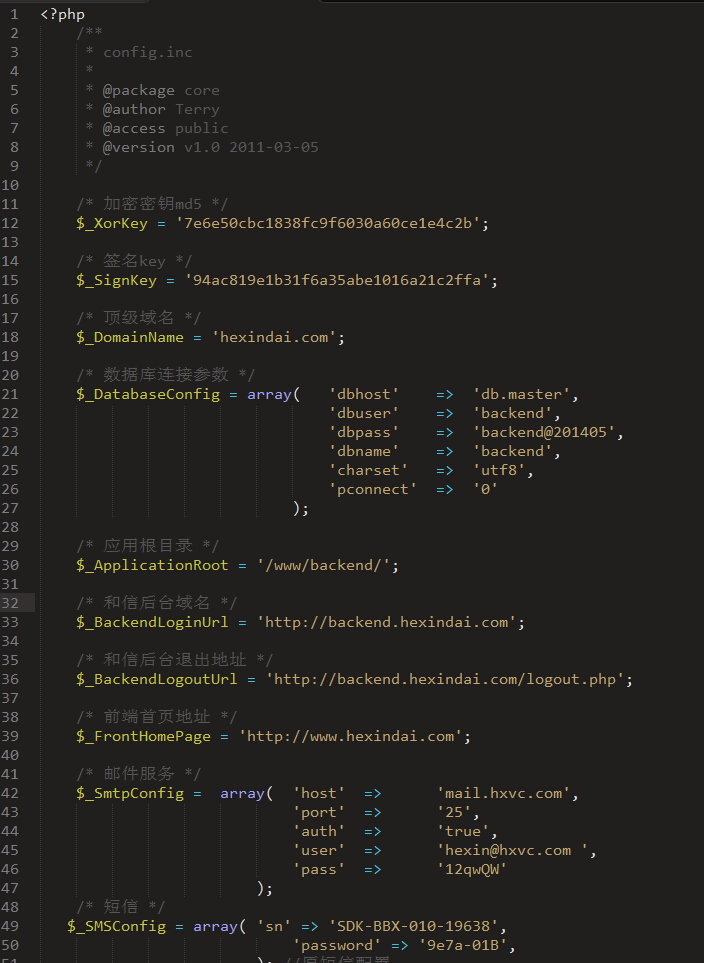 1 <?php
2 /**
3 * config.inc
4 *
5 * @package core
6 * @author Terry
7 * @access public
8 * @version v1.0 2011-03-05
9 */
10
11 /* 加密密钥md5 */
12 $_XorKey = '7e6e50cbc1838fc9f6030a60ce1e4c2b';
13
14 /* 签名key */
15 $_SignKey = '94ac819e1b31f6a35abe1016a21c2ffa';
16
17 /* 顶级域名 */
18 $_DomainName = 'hexindai.com';
19
20 /* 数据库连接参数 */
21 $_DatabaseConfig = array( 'dbhost' => 'db.master',
22 'dbuser' => 'backend',
23 'dbpass' => 'backend@201405',
24 'dbname' => 'backend',
25 'charset' => 'utf8',
26 'pconnect' => '0'
27 );
28
29 /* 应用根目录 */
30 $_ApplicationRoot = '/www/backend/';
31
32 /* 和信后台域名 */
33 $_BackendLoginUrl = 'http://backend.hexindai.com';
34
35 /* 和信后台退出地址 */
36 $_BackendLogoutUrl = 'http://backend.hexindai.com/logout.php';
37
38 /* 前端首页地址 */
39 $_FrontHomePage = 'http://www.hexindai.com';
40
41 /* 邮件服务 */
42 $_SmtpConfig = array( 'host' => 'mail.hxvc.com',
43 'port' => '25',
44 'auth' => 'true',
45 'user' => 'hexin@hxvc.com ',
46 'pass' => '12qwQW'
47 );
48 /* 短信 */
49 $_SMSConfig = array( 'sn' => 'SDK-BBX-010-19638',
50 'password' => '9e7a-01B',
51 ); //原短信配置